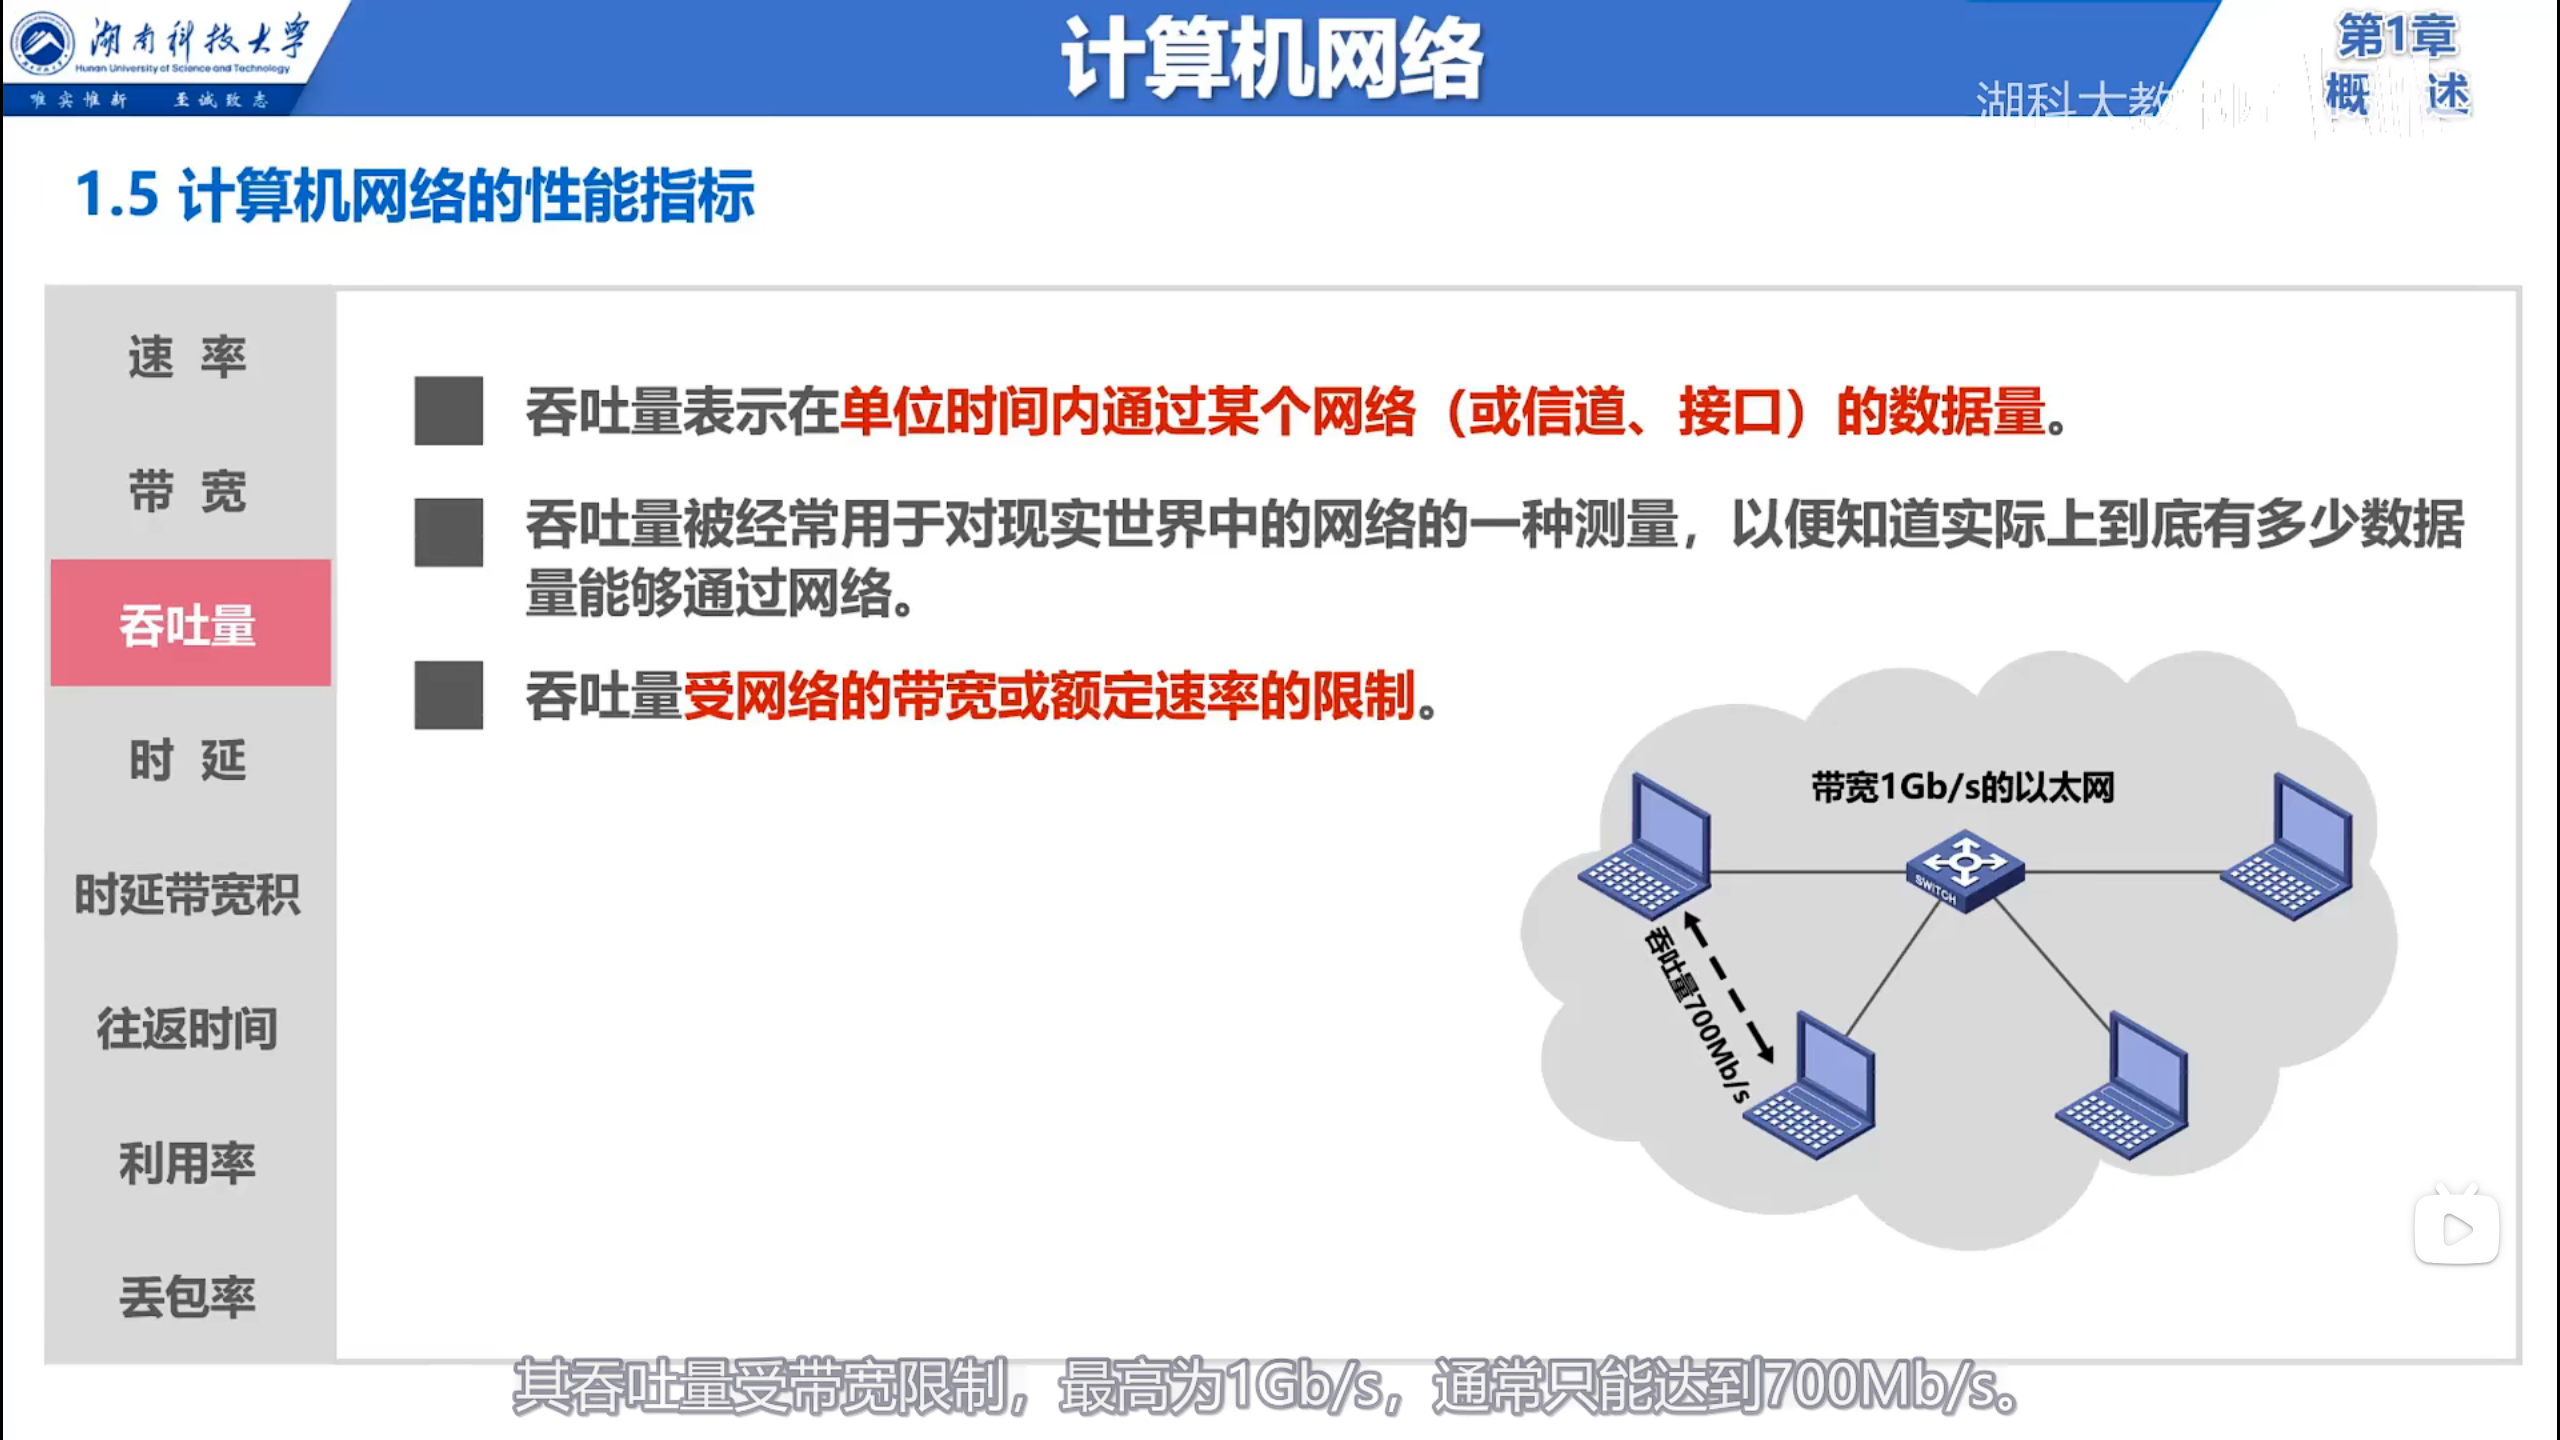 湖南科技大学
Hunan University of Science and Technology
唯实惟新 至诚致志
计算机网络
第1章
概 述
湖科大教
1.5 计算机网络的性能指标
速 率
带 宽
吞吐量
时 延
时延带宽积
往返时间
利用率
丢包率
吞吐量表示在单位时间内通过某个网络（或信道、接口）的数据量。
吞吐量被经常用于对现实世界中的网络的一种测量，以便知道实际上到底有多少数据
量能够通过网络。
吞吐量受网络的带宽或额定速率的限制。
带宽1Gb/s的以太网
SWITCH
吞吐量700Mb/s
其吞吐量受带宽限制，最高为1Gb/s，通常只能达到700Mb/s。